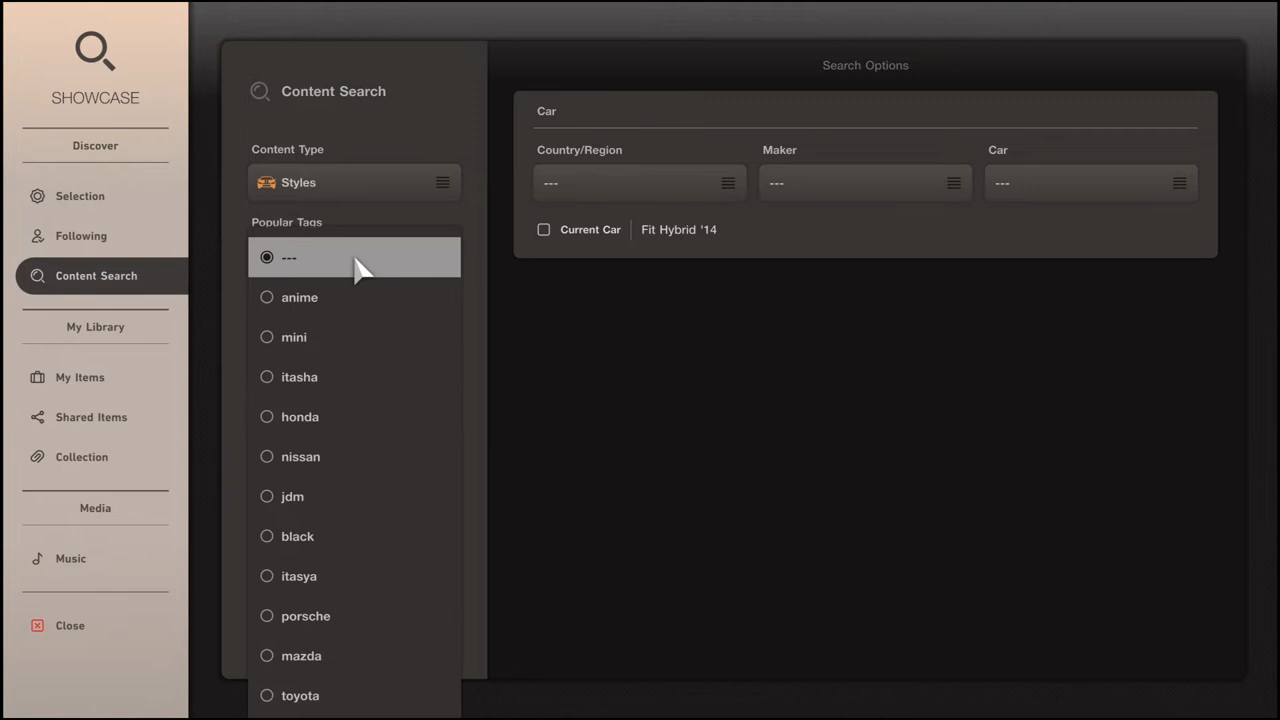 SHOWCASE
Discover
Selection
Following
Content Search
My Library
My Items
Shared Items
Collection
Media
Music
Close
Content Search
Content Type
Styles
Popular Tags
---
anime
mini
itasha
honda
nissan
jdm
black
itasya
porsche
mazda
toyota
Search Options
Car
Country/Region Maker Car
--- --- ---
Current Car Fit Hybrid '14